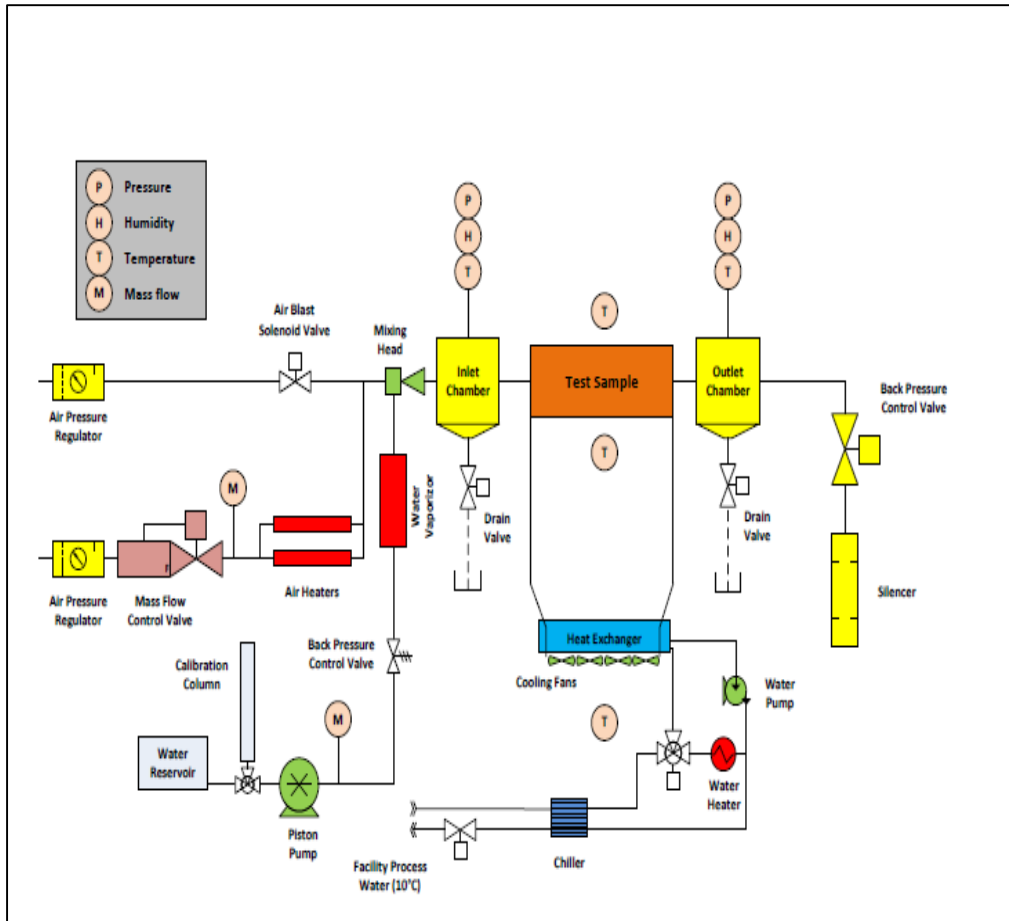 P Pressure
H Humidity
T Temperature
M Mass flow
P
H
T
P
H
T
T
Air Blast
Solenoid Valve
Mixing
Head
Inlet
Chamber
Test Sample
Outlet
Chamber
Back Pressure
Control Valve
Air Pressure
Regulator
T
M
Water
Vaporizor
Drain
Valve
Drain
Valve
F
Air Pressure
Regulator
Mass Flow
Control Valve
Air Heaters
Silencer
Back Pressure
Control Valve
Heat Exchanger
Calibration
Column
Cooling Fans
Water
Pump
M
T
Water
Reservoir
Water
Heater
Piston
Pump
Facility Process
Water (10°C)
Chiller